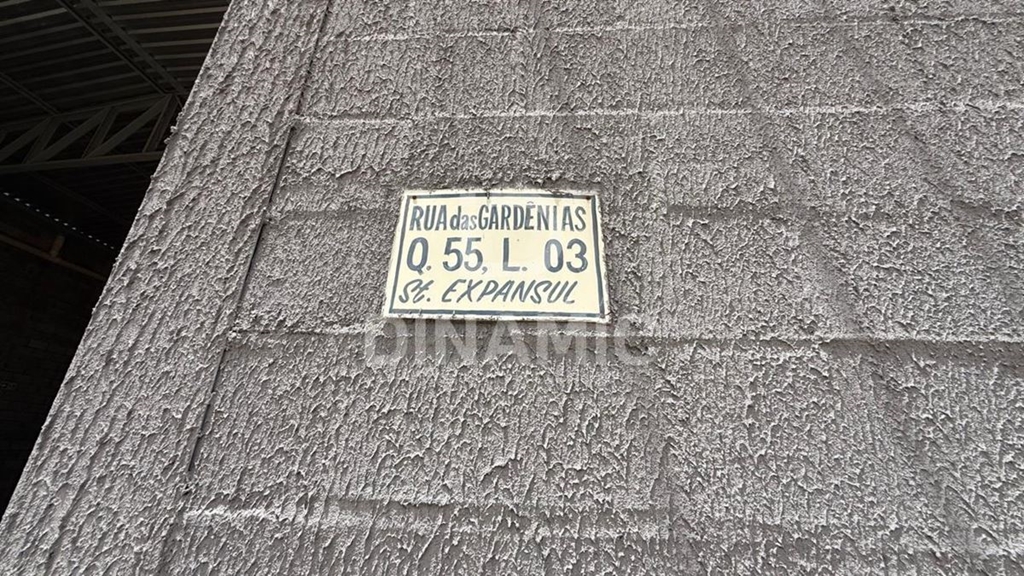 RUA das GARDÊNIAS
Q. 55, L. 03
St. EXPANSUL
DINAMIC